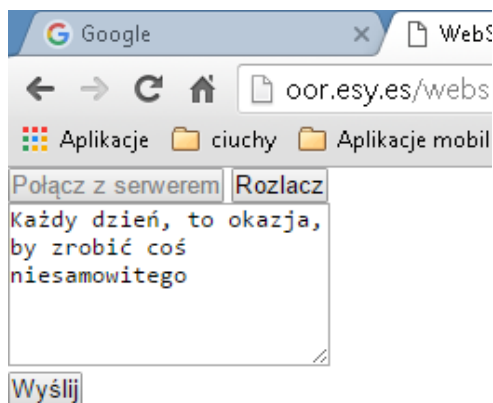 Google WebS
oor.esy.es/webs
Aplikacje ciuchy Aplikacje mobil
Połącz z serwerem Rozlacz
Każdy dzień, to okazja,
by zrobić coś
niesamowitego
Wyślij